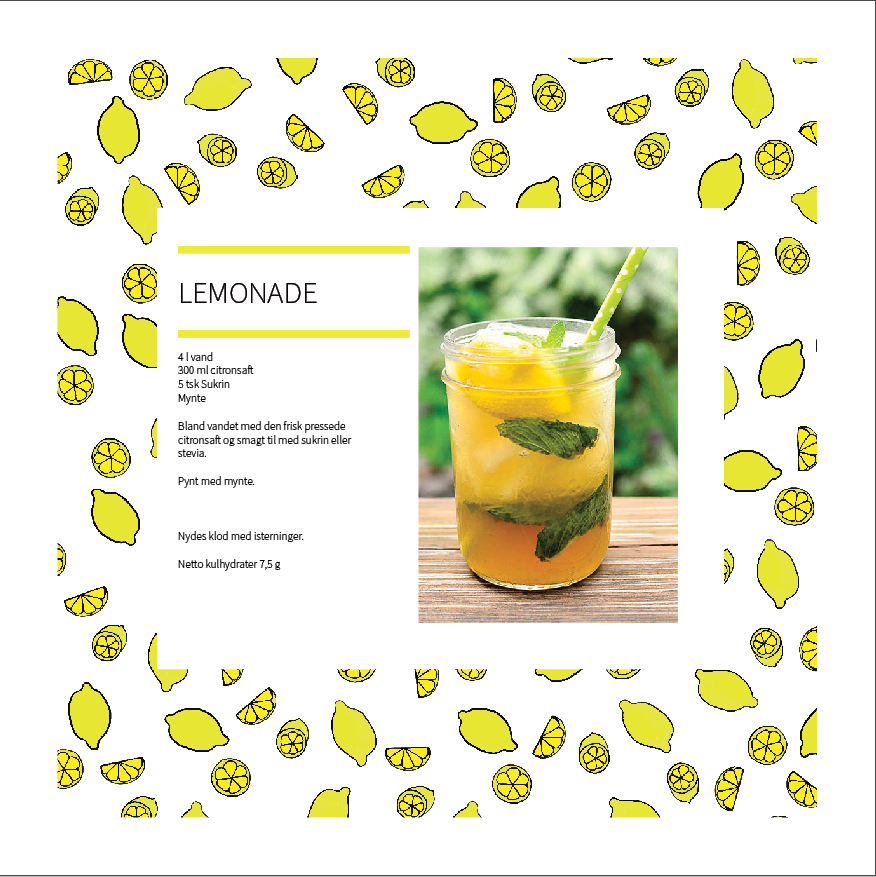 LEMONADE
4 l vand
300 ml citronsaft
5 tsk Sukrin
Mynte
Bland vandet med den frisk pressede
citronsaft og smagt til med sukrin eller
stevia.
Pynt med mynte.
Nydes klod med isterninger.
Netto kulhydrater 7,5 g